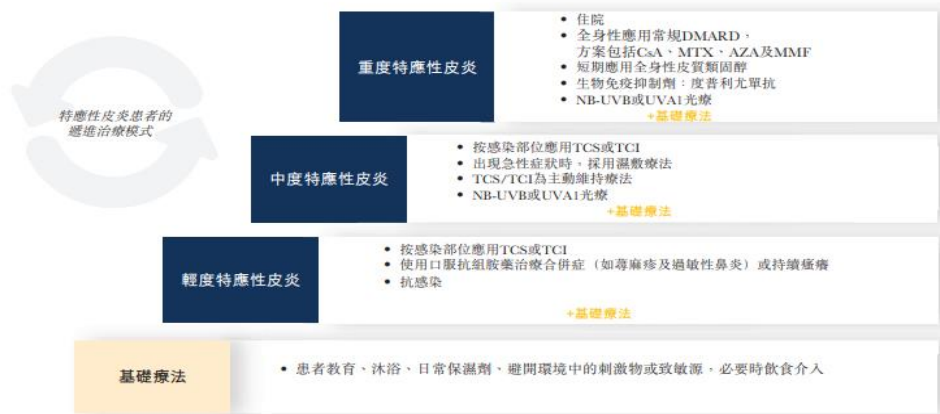 住院
全身性應用常規DMARD，
方案包括CsA、MTX、AZA及MMF
短期應用全身性皮質類固醇
生物免疫抑制劑：度普利尤單抗
NB-UVB或UVA1光療
+基礎療法
重度特應性皮炎
特應性皮炎患者的
遞進治療模式
按感染部位應用TCS或TCI
出現急性症狀時，採用濕敷療法
TCS/TCI為主動維持療法
NB-UVB或UVA1光療
+基礎療法
中度特應性皮炎
按感染部位應用TCS或TCI
使用口服抗組胺藥治療合併症（如蕁麻疹及過敏性鼻炎）或持續瘙癢
抗感染
+基礎療法
輕度特應性皮炎
基礎療法
患者教育、沐浴、日常保濕劑、避開環境中的刺激物或致敏源，必要時飲食介入